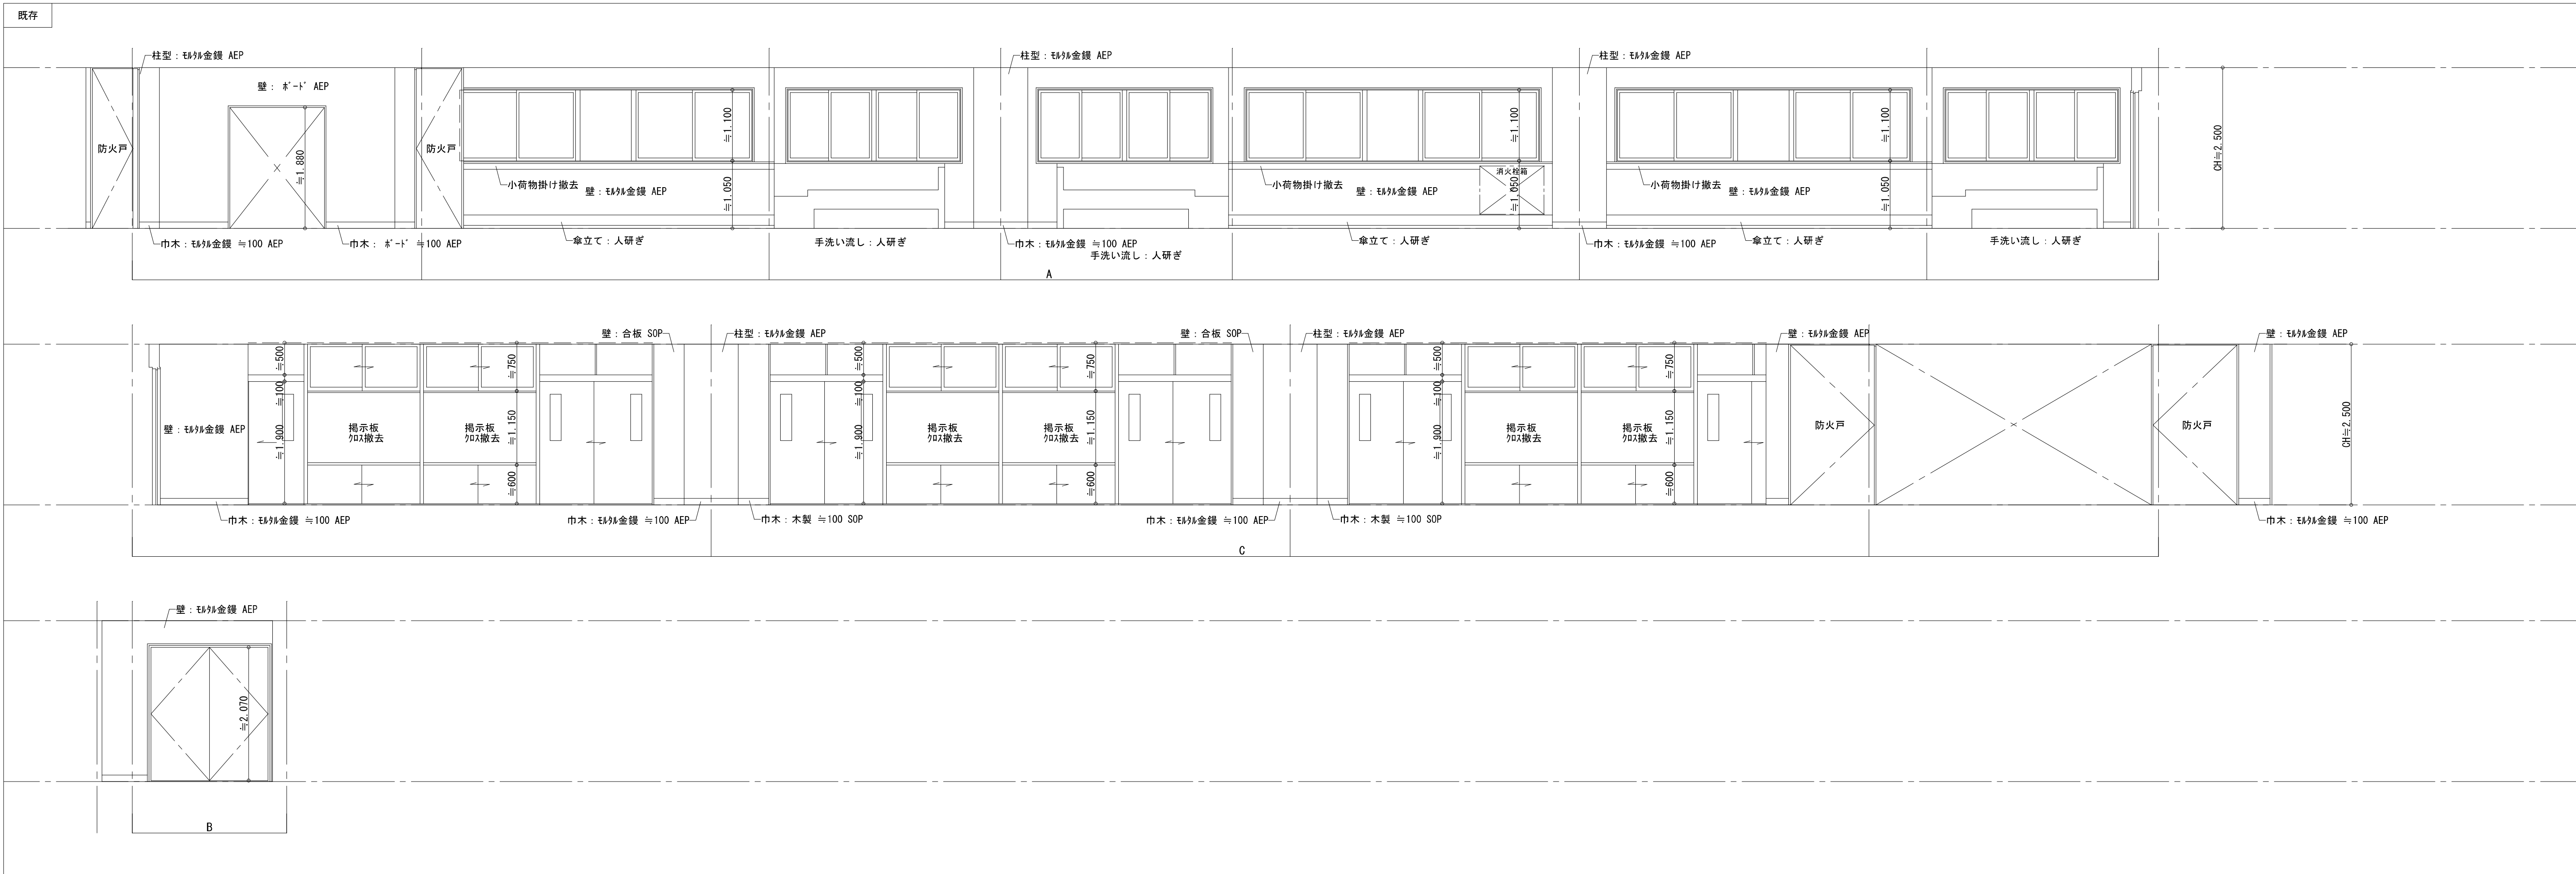 既存
柱型：ﾓﾙﾀﾙ金鏝 AEP
柱型：ﾓﾙﾀﾙ金鏝 AEP
柱型：ﾓﾙﾀﾙ金鏝 AEP
壁： ﾎﾞｰﾄﾞ AEP
防火戸
≒1.880
防火戸
≒1.100
≒1.100
≒1.100
CH≒2.500
小荷物掛け撤去
壁：ﾓﾙﾀﾙ金鏝 AEP
≒1.050
小荷物掛け撤去
壁：ﾓﾙﾀﾙ金鏝 AEP
消火栓箱
≒1.050
小荷物掛け撤去
壁：ﾓﾙﾀﾙ金鏝 AEP
≒1.050
巾木：ﾓﾙﾀﾙ金鏝 ≒100 AEP
巾木： ﾎﾞｰﾄﾞ ≒100 AEP
傘立て：人研ぎ
手洗い流し：人研ぎ
巾木：ﾓﾙﾀﾙ金鏝 ≒100 AEP
手洗い流し：人研ぎ
傘立て：人研ぎ
巾木：ﾓﾙﾀﾙ金鏝 ≒100 AEP
傘立て：人研ぎ
手洗い流し：人研ぎ
A
壁：合板 SOP
柱型：ﾓﾙﾀﾙ金鏝 AEP
壁：合板 SOP
柱型：ﾓﾙﾀﾙ金鏝 AEP
壁：ﾓﾙﾀﾙ金鏝 AEP
壁：ﾓﾙﾀﾙ金鏝 AEP
≒500
≒750
≒500
≒750
≒500
≒750
≒100
≒100
≒100
壁：ﾓﾙﾀﾙ金鏝 AEP
≒1.900
掲示板
ｸﾛｽ撤去
掲示板
ｸﾛｽ撤去
≒1.150
≒1.900
掲示板
ｸﾛｽ撤去
掲示板
ｸﾛｽ撤去
≒1.150
≒1.900
掲示板
ｸﾛｽ撤去
掲示板
ｸﾛｽ撤去
≒1.150
防火戸
防火戸
CH≒2.500
≒600
≒600
≒600
巾木：ﾓﾙﾀﾙ金鏝 ≒100 AEP
巾木：ﾓﾙﾀﾙ金鏝 ≒100 AEP
巾木：木製 ≒100 SOP
巾木：ﾓﾙﾀﾙ金鏝 ≒100 AEP
巾木：木製 ≒100 SOP
巾木：ﾓﾙﾀﾙ金鏝 ≒100 AEP
C
壁：ﾓﾙﾀﾙ金鏝 AEP
≒2.070
B